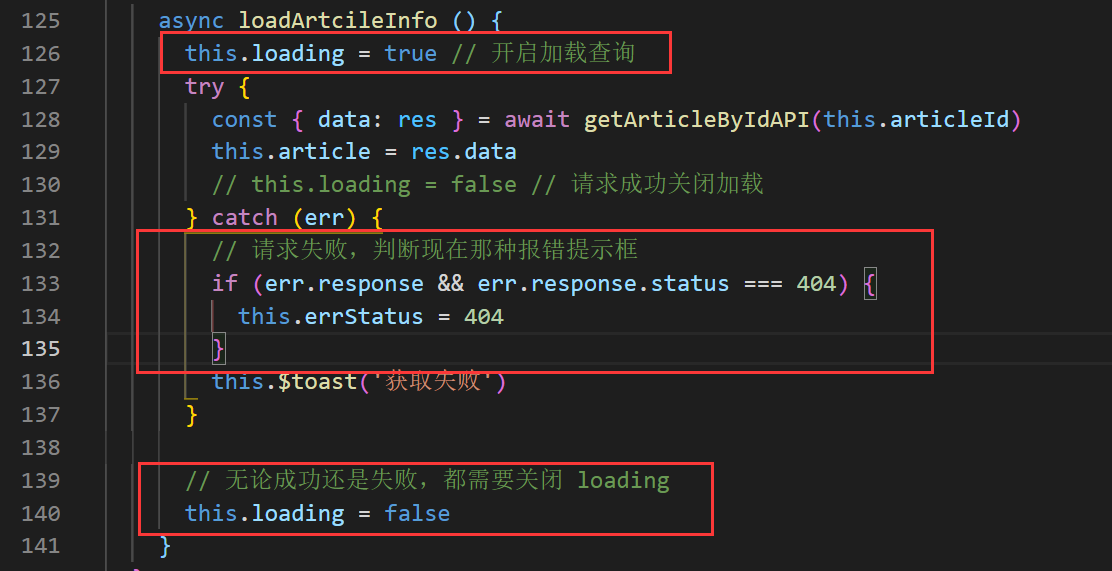 125 async loadArtcileInfo () {
126 this.loading = true // 开启加载查询
127 try {
128 const { data: res } = await getArticleByIdAPI(this.articleId)
129 this.article = res.data
130 // this.loading = false // 请求成功关闭加载
131 } catch (err) {
132 // 请求失败，判断现在那种报错提示框
133 if (err.response && err.response.status === 404) {
134 this.errStatus = 404
135 }
136 this.$toast('获取失败')
137 }
138
139 // 无论成功还是失败，都需要关闭 loading
140 this.loading = false
141 }